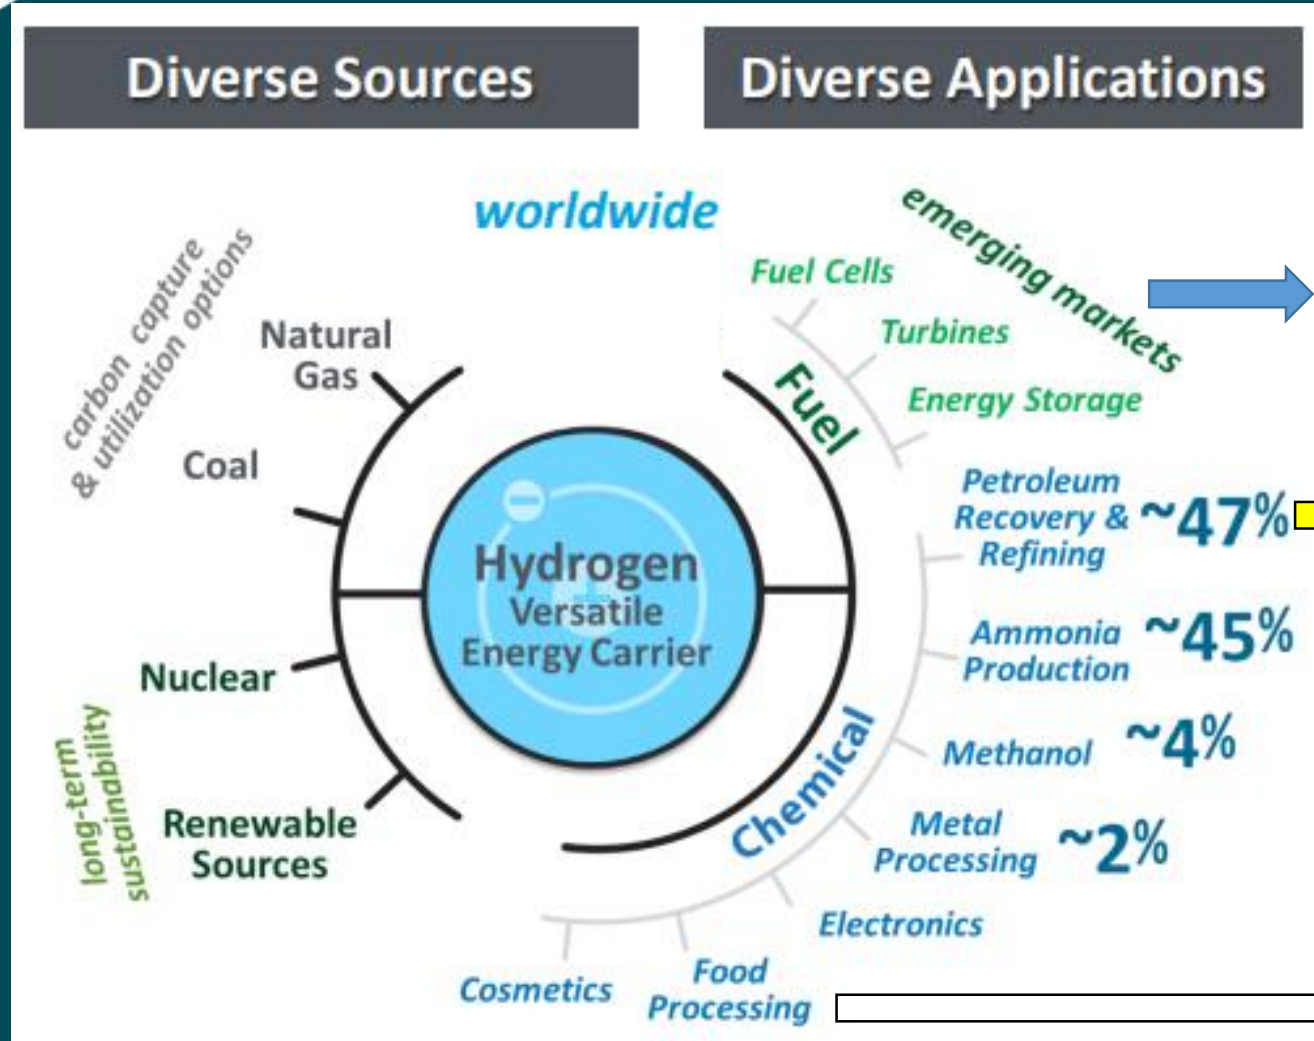 Diverse Sources
Diverse Applications
worldwide
carbon capture
& utilization options
Natural
Gas
Coal
Nuclear
Renewable
Sources
long-term
sustainability
Hydrogen
Versatile
Energy Carrier
emerging markets
Fuel
Fuel Cells
Turbines
Energy Storage
Chemical
Petroleum
Recovery &
Refining
~47%
Ammonia
Production
~45%
Methanol ~4%
Metal
Processing
~2%
Electronics
Food
Processing
Cosmetics